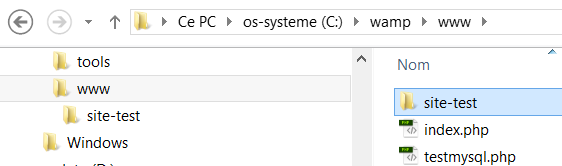 Ce PC os-systeme (C:) wamp www
tools
www
site-test
Windows
Nom
site-test
index.php
testmysql.php